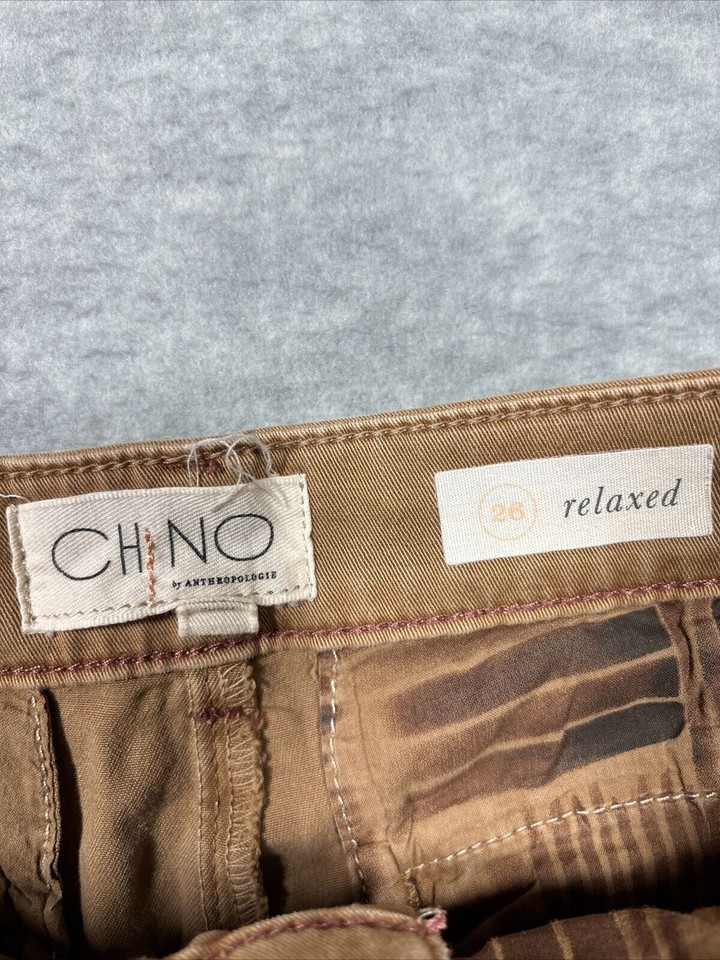 CHINO
by ANTHROPOLOGIE
26 relaxed